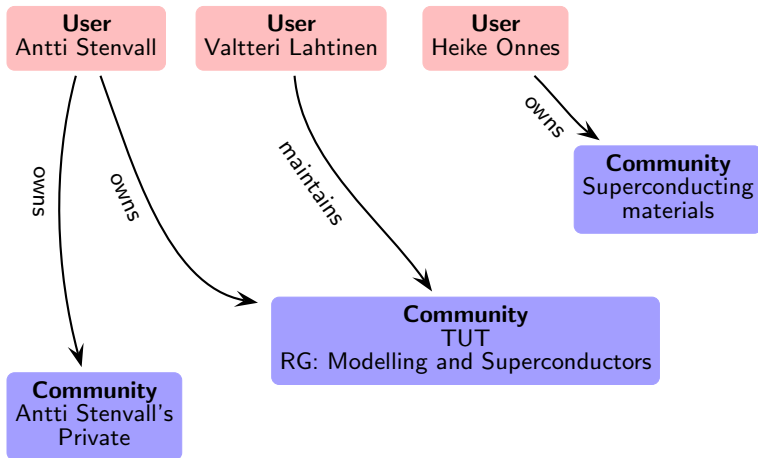 User
Antti Stenvall
User
Valtteri Lahtinen
User
Heike Onnes
owns
owns
maintains
owns
Community
Superconducting
materials
Community
TUT
RG: Modelling and Superconductors
Community
Antti Stenvall's
Private